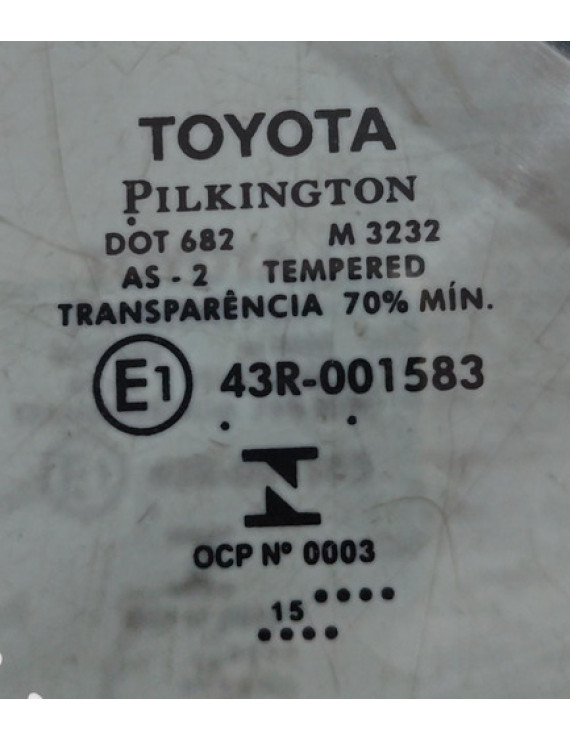 TOYOTA
PILKINGTON
DOT 682 M 3232
AS - 2 TEMPERED
TRANSPARÊNCIA 70% MÍN.
E1 43R-001583
OCP Nº 0003
15